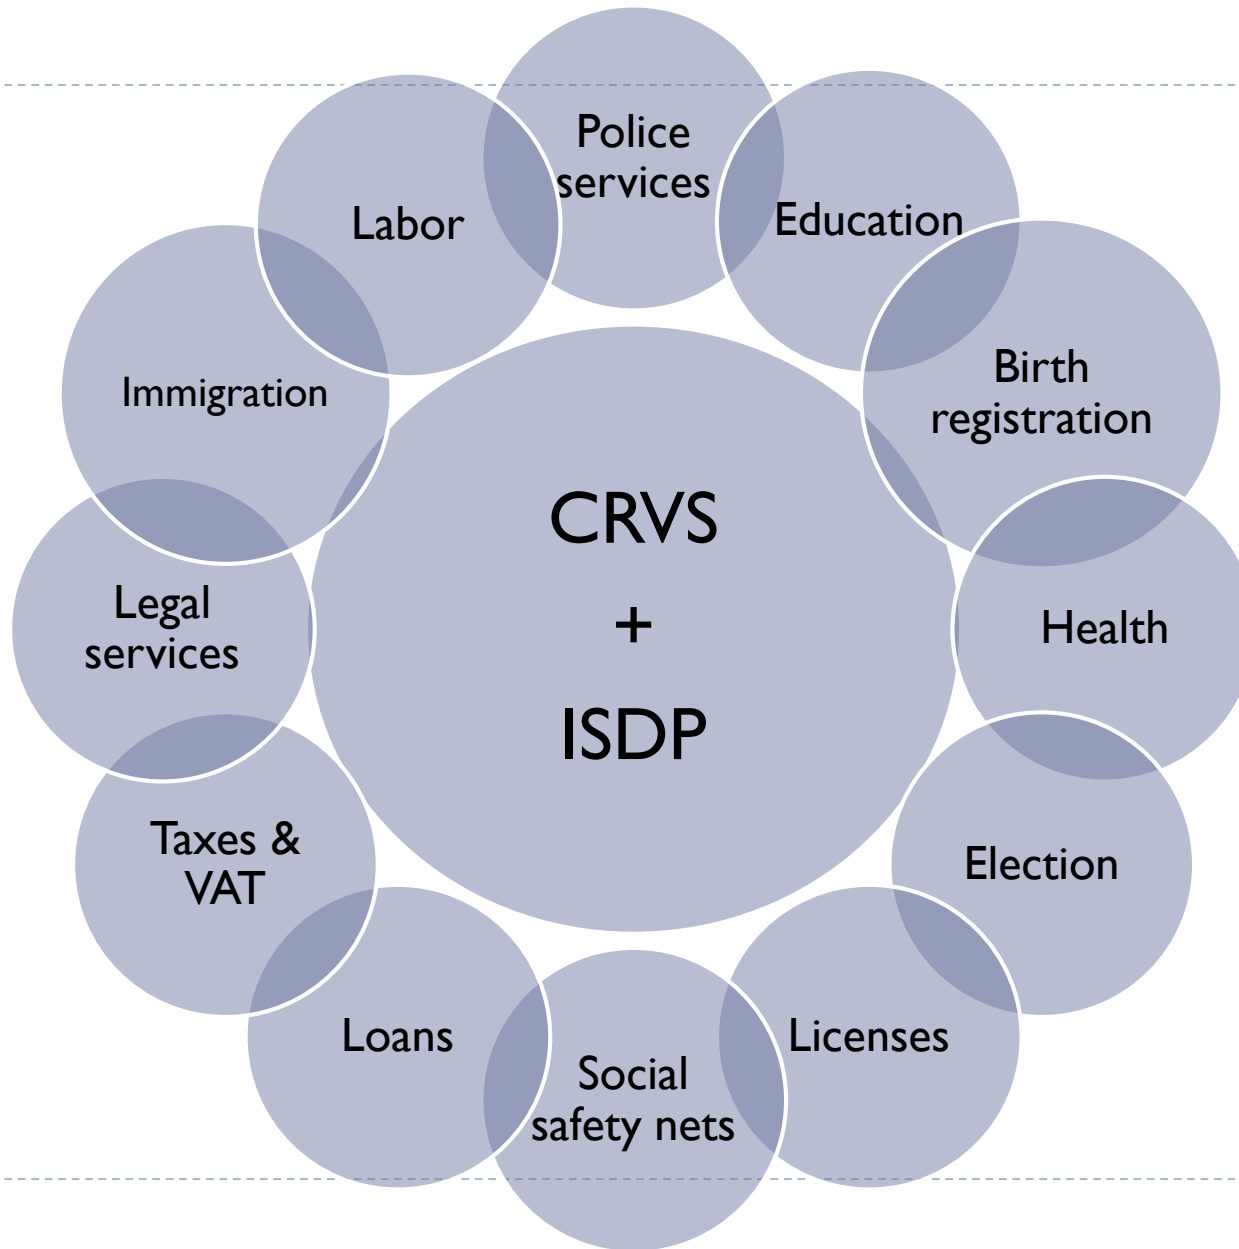 Police
services
Education
Birth
registration
Health
Election
Licenses
Social
safety nets
Loans
Taxes &
VAT
Legal
services
Immigration
Labor
CRVS
+
ISDP